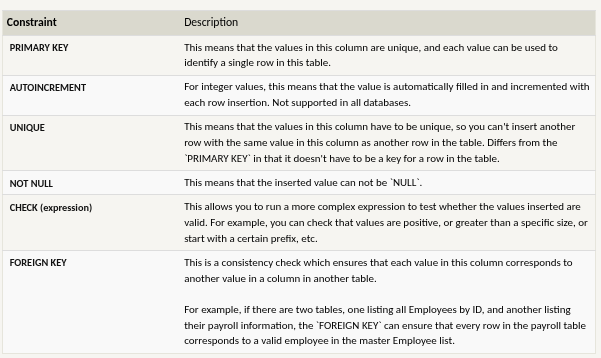 Constraint Description
PRIMARY KEY This means that the values in this column are unique, and each value can be used to
identify a single row in this table.
AUTOINCREMENT For integer values, this means that the value is automatically filled in and incremented with
each row insertion. Not supported in all databases.
UNIQUE This means that the values in this column have to be unique, so you can't insert another
row with the same value in this column as another row in the table. Differs from the
`PRIMARY KEY` in that it doesn't have to be a key for a row in the table.
NOT NULL This means that the inserted value can not be `NULL`.
CHECK (expression) This allows you to run a more complex expression to test whether the values inserted are
valid. For example, you can check that values are positive, or greater than a specific size, or
start with a certain prefix, etc.
FOREIGN KEY This is a consistency check which ensures that each value in this column corresponds to
another value in a column in another table.
For example, if there are two tables, one listing all Employees by ID, and another listing
their payroll information, the `FOREIGN KEY` can ensure that every row in the payroll table
corresponds to a valid employee in the master Employee list.